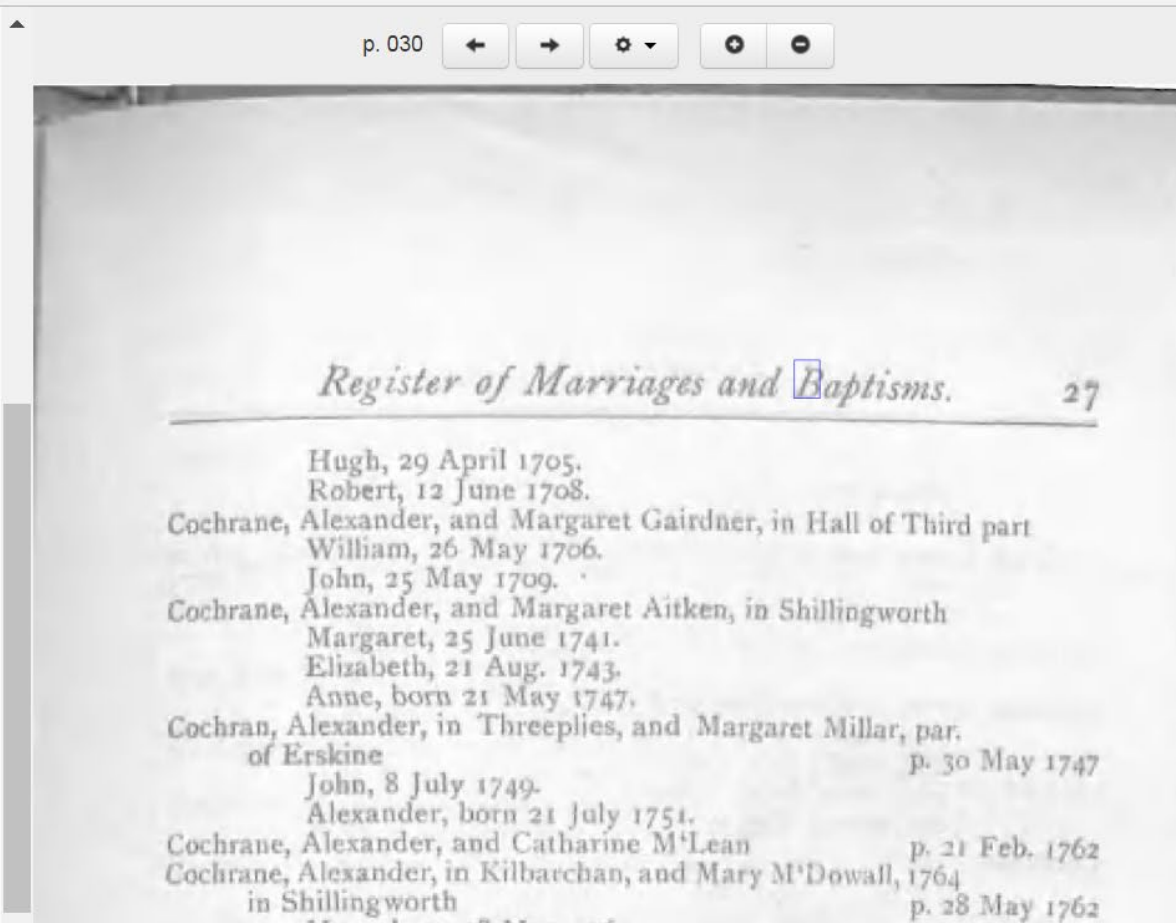 p. 030
Register of Marriages and Baptisms. 27
Hugh, 29 April 1705.
Robert, 12 June 1708.
Cochrane, Alexander, and Margaret Gairdner, in Hall of Third part
William, 26 May 1706.
John, 25 May 1709.
Cochrane, Alexander, and Margaret Aitken, in Shillingworth
Margaret, 25 June 1741.
Elizabeth, 21 Aug. 1743.
Anne, born 21 May 1747.
Cochran, Alexander, in Threeplies, and Margaret Millar, par.
of Erskine p. 30 May 1747
John, 8 July 1749.
Alexander, born 21 July 1751.
Cochrane, Alexander, and Catharine M‘Lean p. 21 Feb. 1762
Cochrane, Alexander, in Kilbarchan, and Mary M‘Dowall, 1764
in Shillingworth p. 28 May 1762